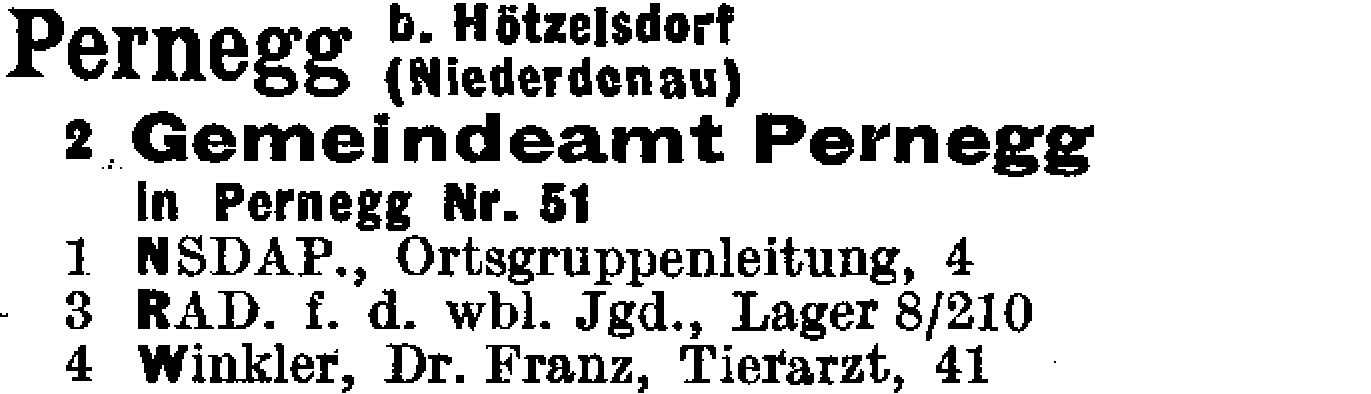 Pernegg b. Hötzelsdorf
(Niederdonau)
2 Gemeindeamt Pernegg
in Pernegg Nr. 51
1 NSDAP., Ortsgruppenleitung, 4
3 RAD. f. d. wbl. Jgd., Lager 8/210
4 Winkler, Dr. Franz, Tierarzt, 41